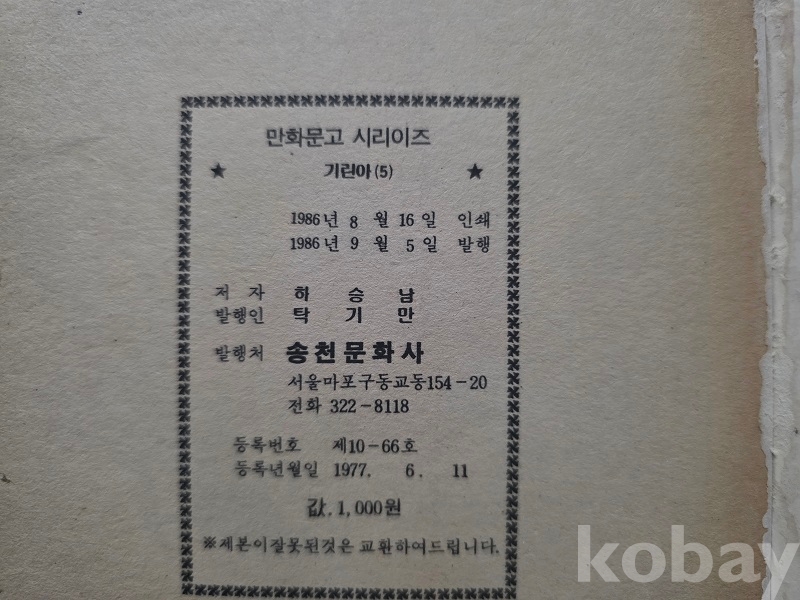 만화문고 시리이즈
★ 기린아 (5) ★
1986년 8 월 16 일 인쇄
1986년 9 월 5 일 발행
저 자 하 승 남
발행인 탁 기 만
발행처 송천문화사
서울마포구동교동154-20
전화 322-8118
등록번호 제10-66호
등록년월일 1977. 6. 11
값. 1,000원
※제본이잘못된것은 교환하여드립니다.
kobay